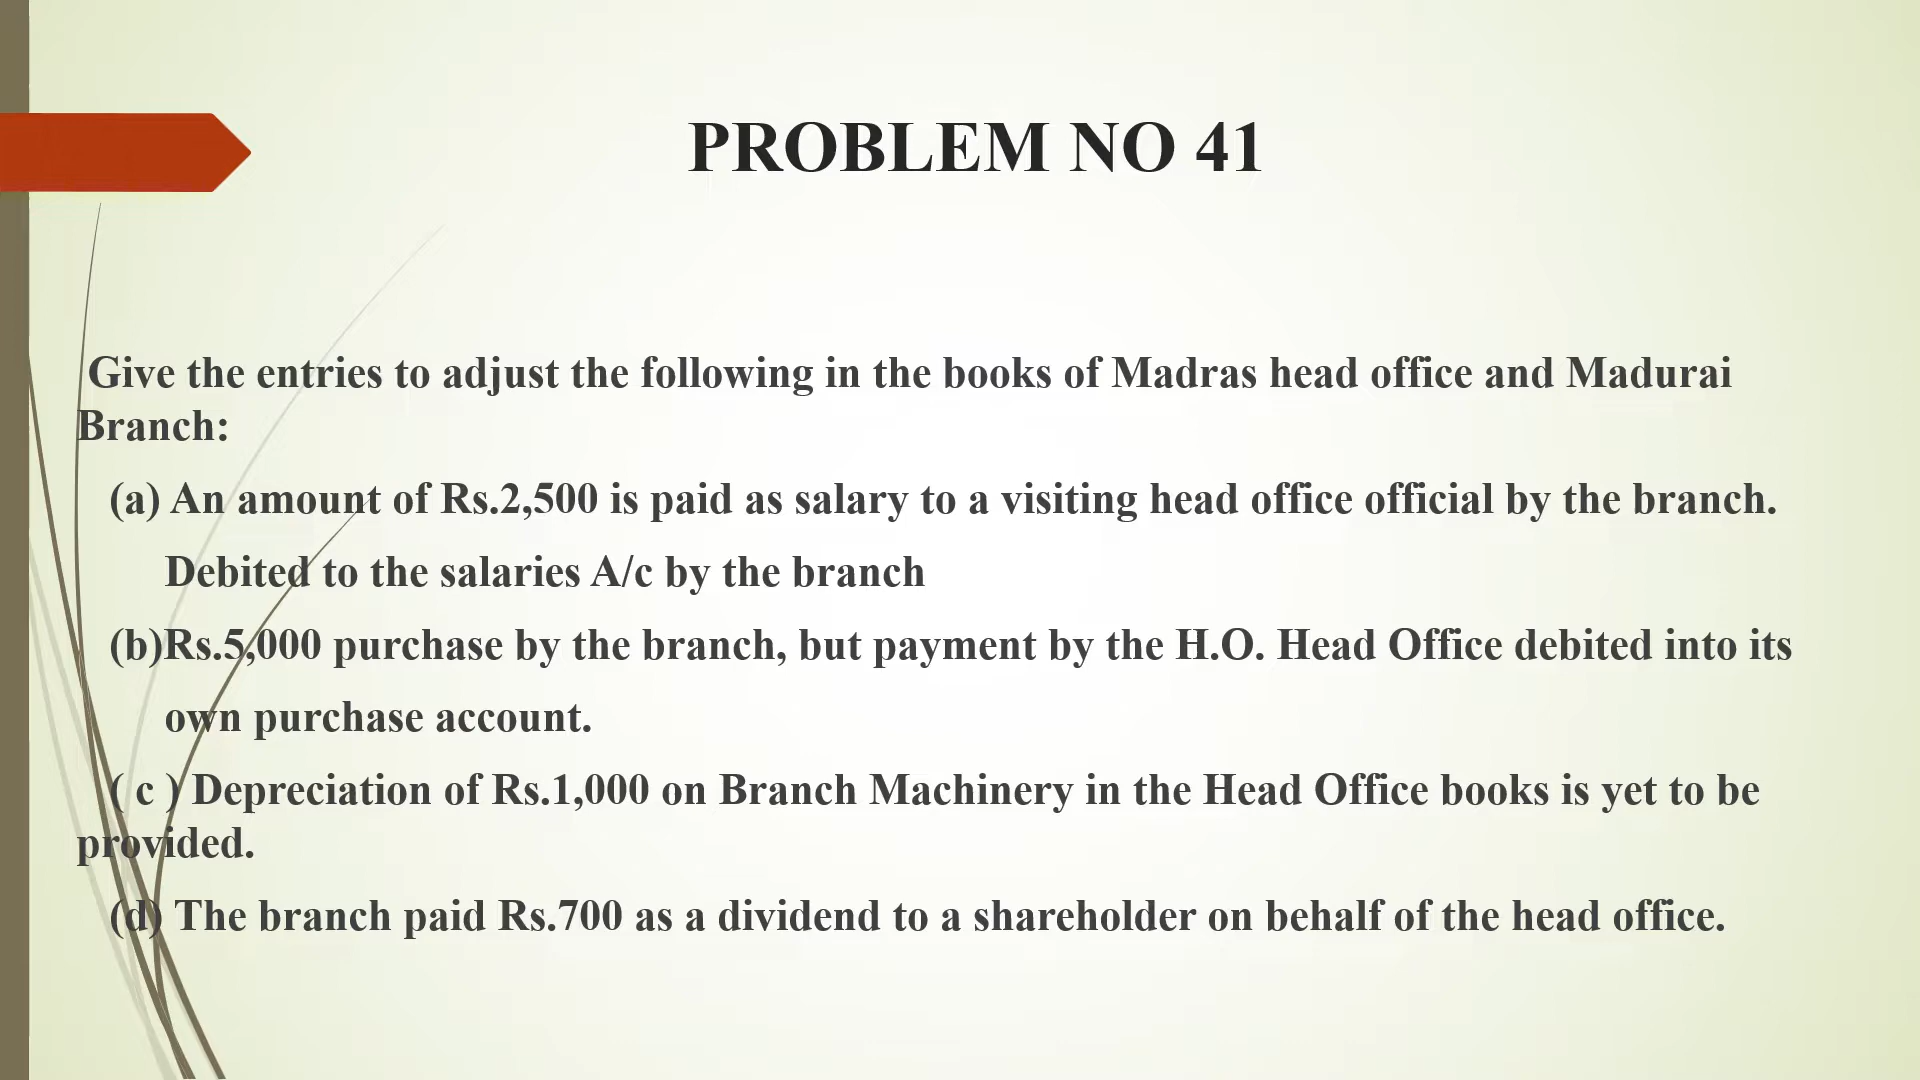 PROBLEM NO 41
Give the entries to adjust the following in the books of Madras head office and Madurai
Branch:
(a) An amount of Rs.2,500 is paid as salary to a visiting head office official by the branch.
Debited to the salaries A/c by the branch
(b)Rs.5,000 purchase by the branch, but payment by the H.O. Head Office debited into its
own purchase account.
( c ) Depreciation of Rs.1,000 on Branch Machinery in the Head Office books is yet to be
provided.
(d) The branch paid Rs.700 as a dividend to a shareholder on behalf of the head office.